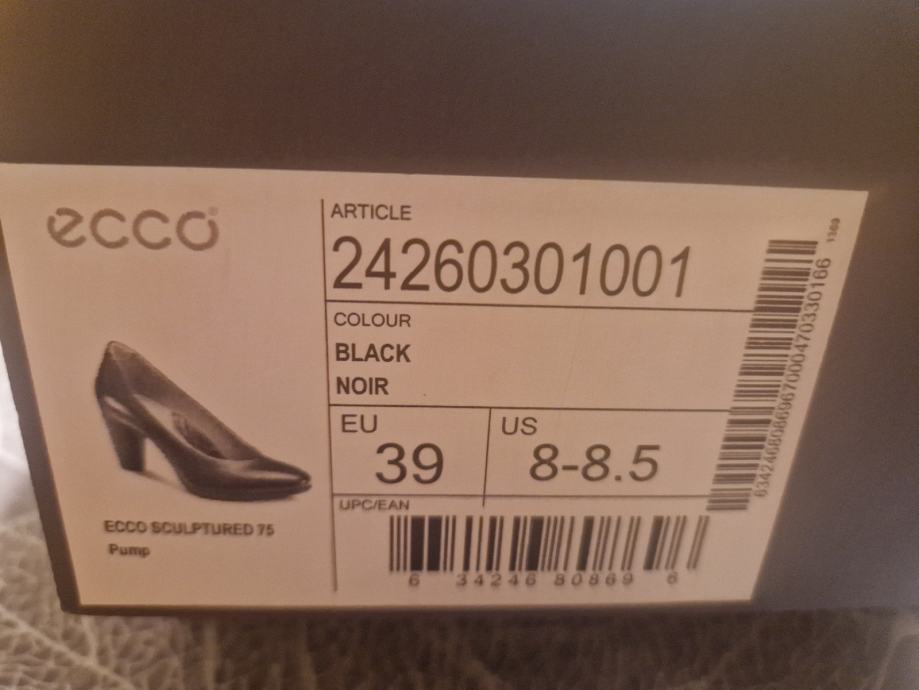 ecco
ARTICLE
24260301001
COLOUR
BLACK
NOIR
EU
39
US
8-8.5
UPC/EAN
6 34246 80869 6
ECCO SCULPTURED 75
Pump
1369